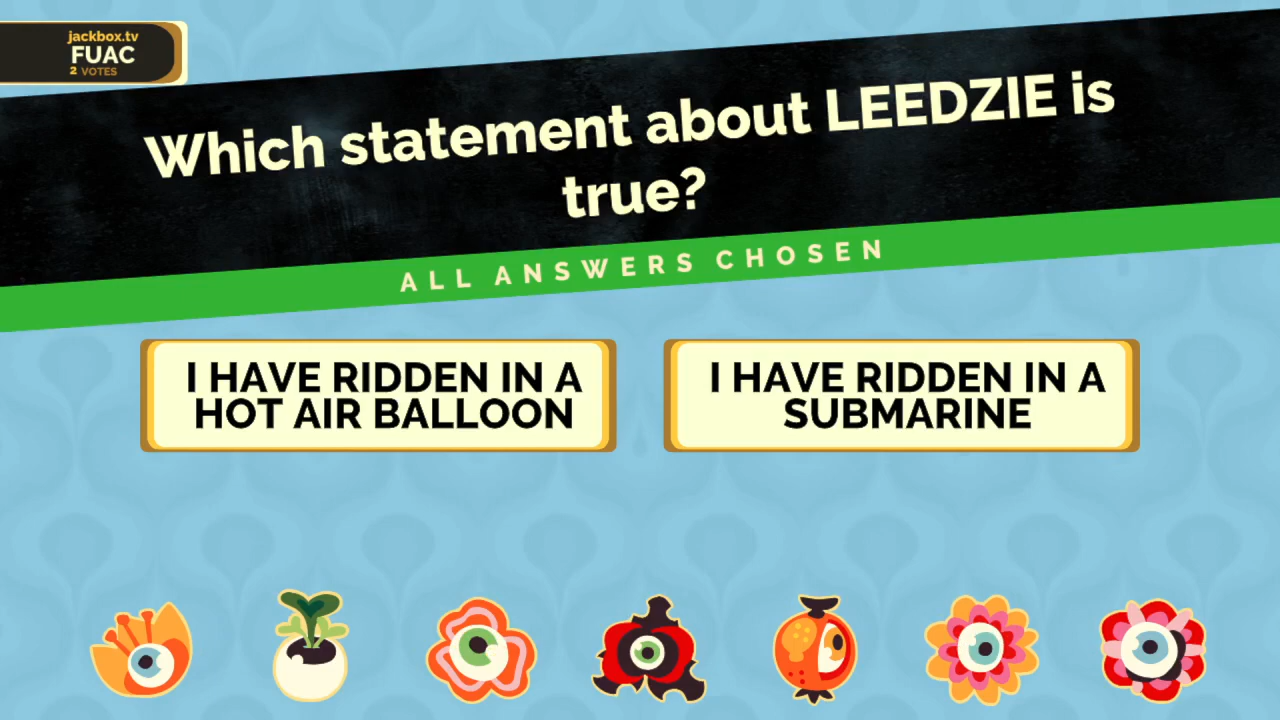 jackbox.tv
FUAC
2 VOTES
Which statement about LEEDZIE is
true?
ALL ANSWERS CHOSEN
I HAVE RIDDEN IN A
HOT AIR BALLOON
I HAVE RIDDEN IN A
SUBMARINE